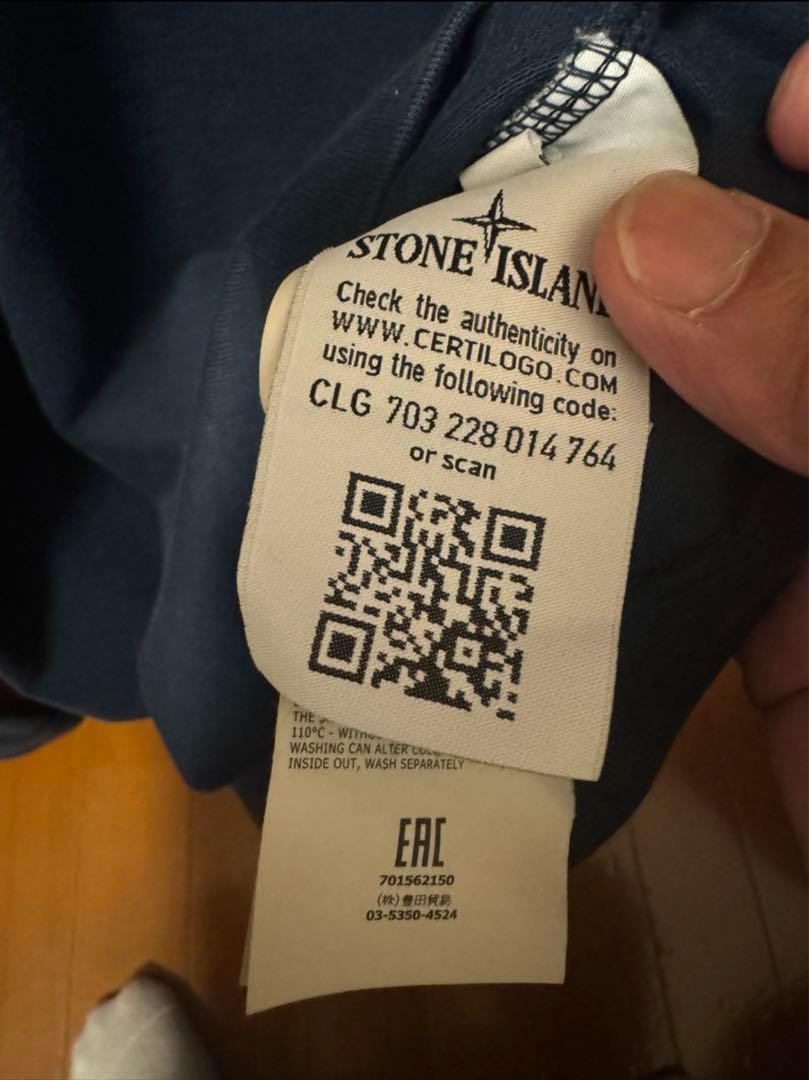 STONE ISLAN
Check the authenticity on
WWW.CERTILOGO.COM
using the following code:
CLG 703 228 014 764
or scan
THE
110°C -
WASHING CAN ALTER
INSIDE OUT, WASH SEPARATELY
EAC
701562150
(株)豊田貿易
03-5350-4524